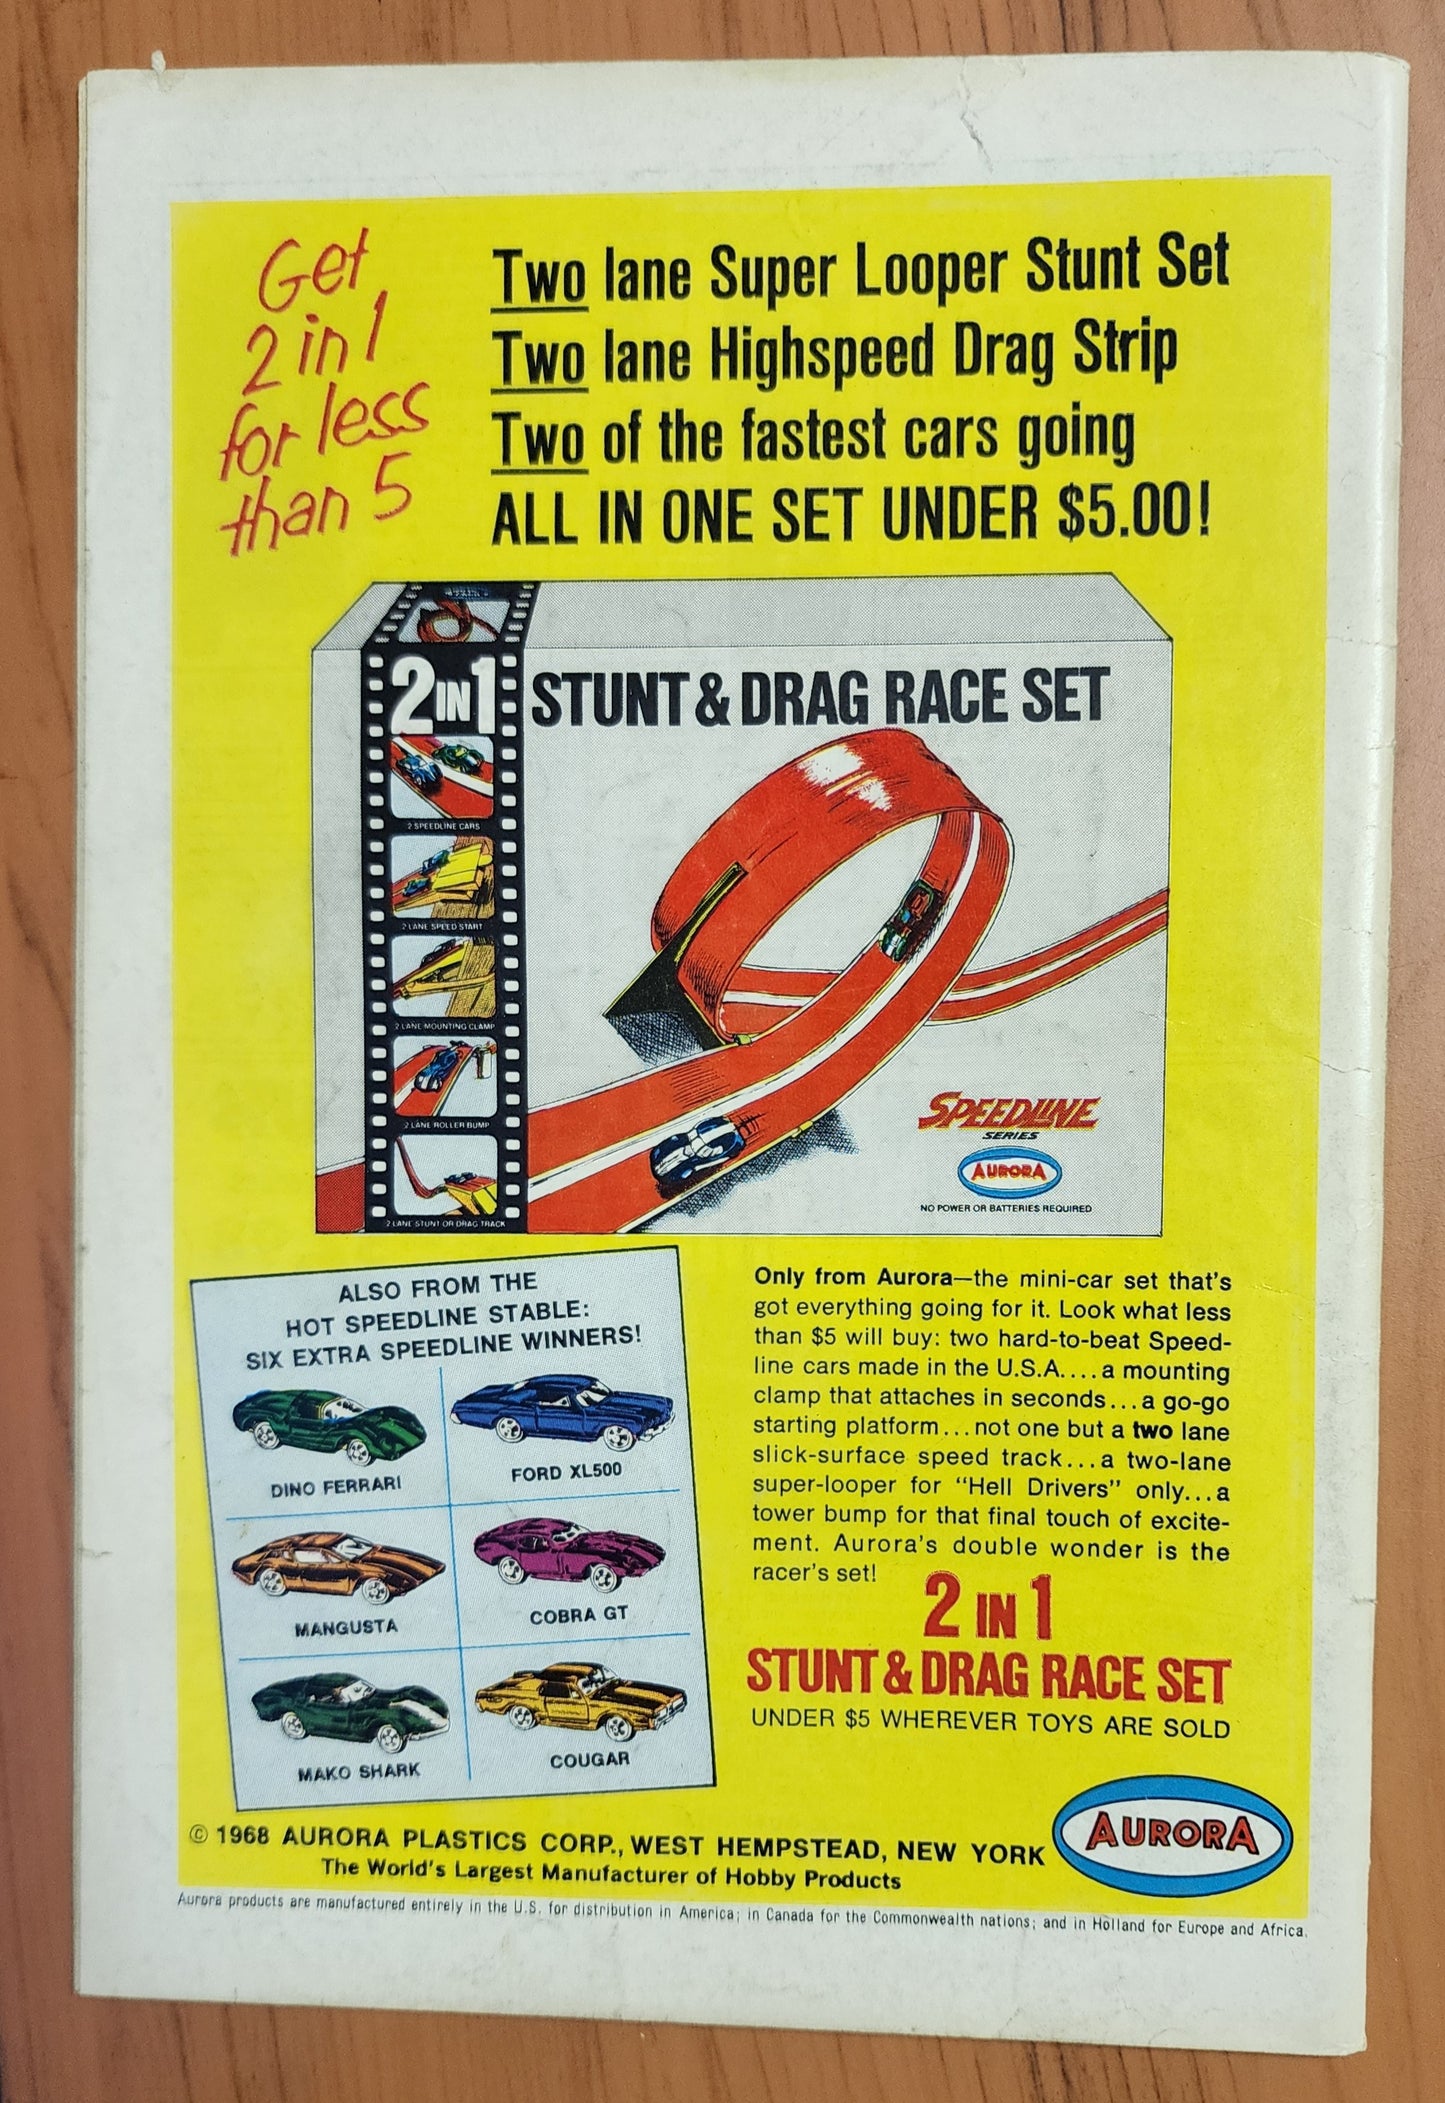 Get
2 in 1
for less
than 5
Two lane Super Looper Stunt Set
Two lane Highspeed Drag Strip
Two of the fastest cars going
ALL IN ONE SET UNDER $5.00!
2 IN 1 STUNT & DRAG RACE SET
2 SPEEDLINE CARS
2 LANE SPEED START
2 LANE MOUNTING CLAMP
2 LANE ROLLER BUMP
2 LANE STUNT OR DRAG TRACK
SPEEDLINE
SERIES
AURORA
NO POWER OR BATTERIES REQUIRED
ALSO FROM THE
HOT SPEEDLINE STABLE:
SIX EXTRA SPEEDLINE WINNERS!
DINO FERRARI
FORD XL500
MANGUSTA
COBRA GT
MAKO SHARK
COUGAR
Only from Aurora—the mini-car set that's
got everything going for it. Look what less
than $5 will buy: two hard-to-beat Speed-
line cars made in the U.S.A....a mounting
clamp that attaches in seconds...a go-go
starting platform...not one but a two lane
slick-surface speed track...a two-lane
super-looper for "Hell Drivers" only...a
tower bump for that final touch of excite-
ment. Aurora's double wonder is the
racer's set!
2 IN 1
STUNT & DRAG RACE SET
UNDER $5 WHEREVER TOYS ARE SOLD
© 1968 AURORA PLASTICS CORP., WEST HEMPSTEAD, NEW YORK
The World's Largest Manufacturer of Hobby Products
AURORA
Aurora products are manufactured entirely in the U.S. for distribution in America; in Canada for the Commonwealth nations; and in Holland for Europe and Africa.